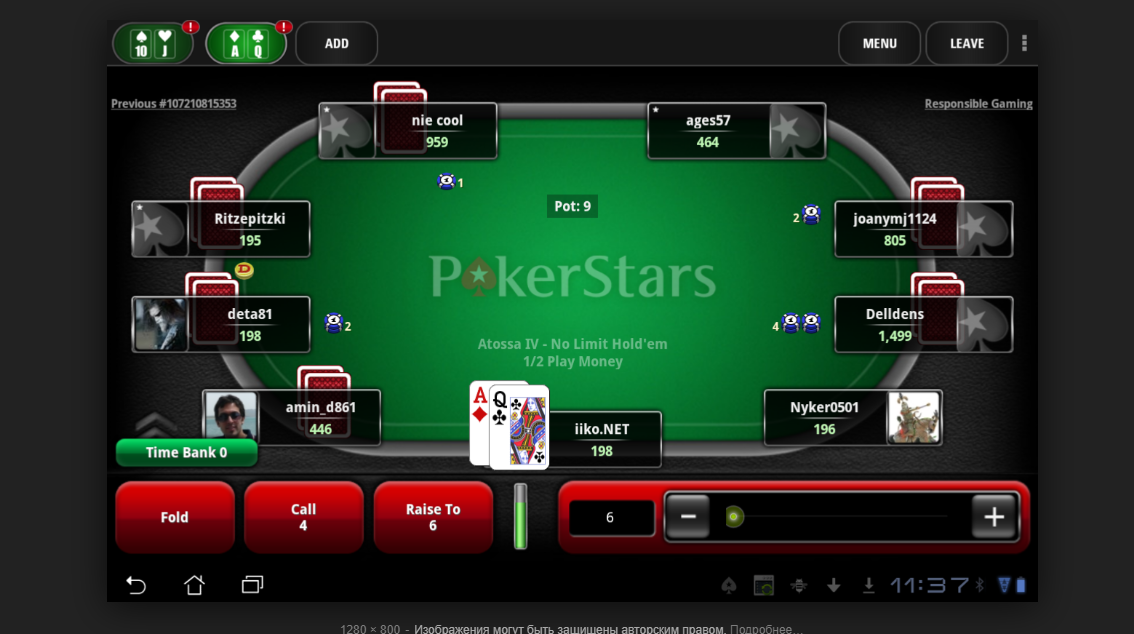 10 J ! A Q ! ADD MENU LEAVE
Previous #107210815353
Responsible Gaming
nie cool
959
ages57
464
1
Pot: 9
Ritzepitzki
195
2
joanymj1124
805
D
PokerStars
deta81
198
2
4
Delldens
1,499
Atossa IV - No Limit Hold'em
1/2 Play Money
amin_d861
446
A Q
iiko.NET
198
Nyker0501
196
Time Bank 0
Fold
Call
4
Raise To
6
6
11:37
1280 × 800 - Изображения могут быть защищены авторским правом. Подробнее...